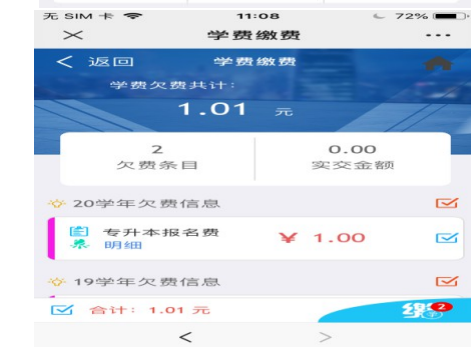 无 SIM 卡 11:08 72%
学费缴费
返回 学费缴费
学费欠费共计:
1.01 元
2 0.00
欠费条目 实交金额
20学年欠费信息
专升本报名费 ¥ 1.00
明细
19学年欠费信息
合计: 1.01 元 缴 2